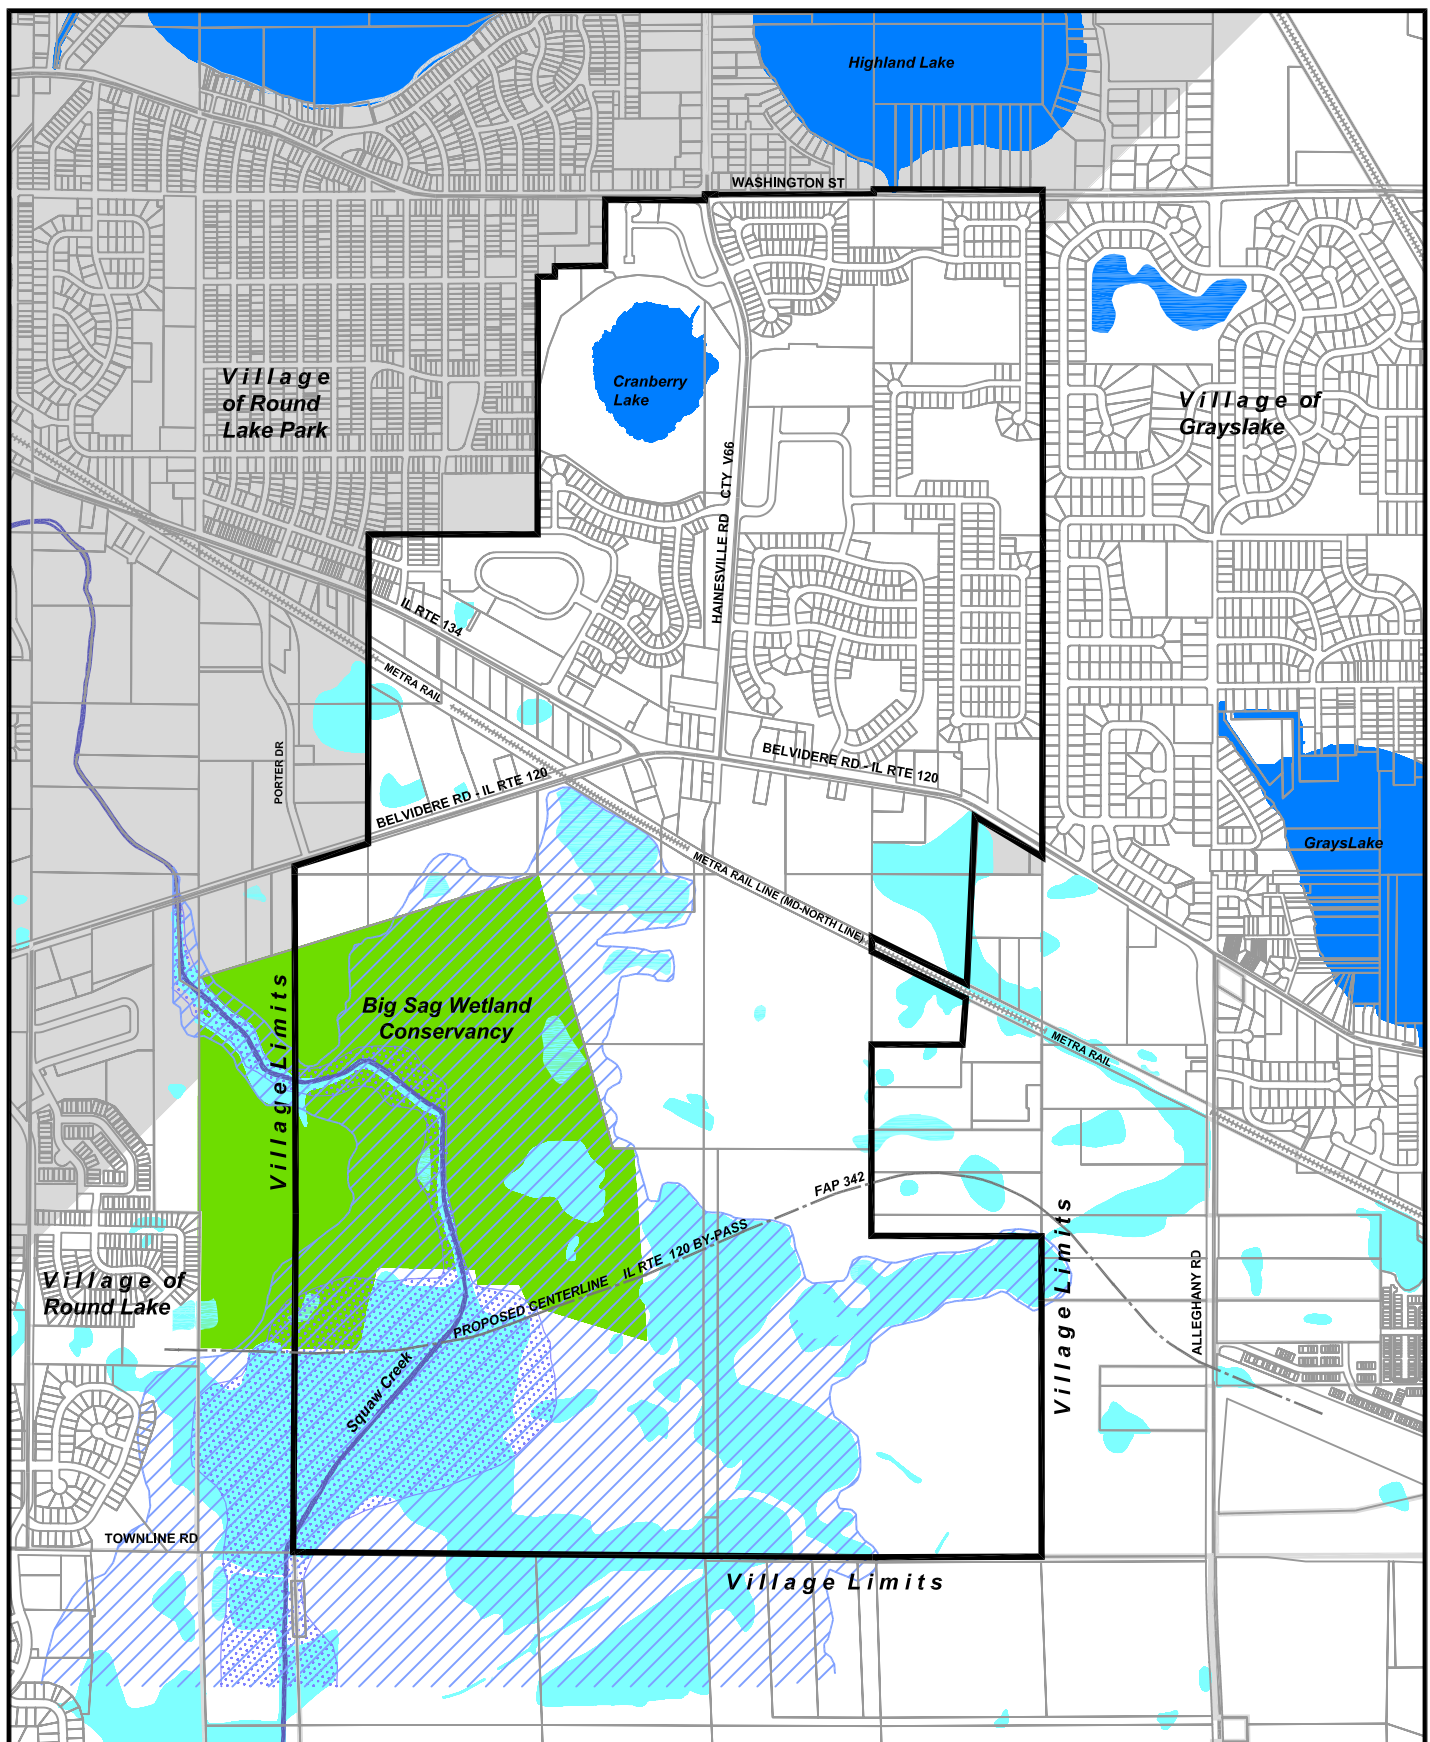 Highland Lake
WASHINGTON ST
Village
of Round
Lake Park
Cranberry
Lake
Village of
Grayslake
HAINESVILLE RD CTY V66
IL RTE 134
METRA RAIL
PORTER DR
BELVIDERE RD - IL RTE 120
BELVIDERE RD - IL RTE 120
GraysLake
METRA RAIL LINE (MD-NORTH LINE)
Big Sag Wetland
Conservancy
Village Limits
METRA RAIL
FAP 342
PROPOSED CENTERLINE IL RTE 120 BY-PASS
Village of
Round Lake
Village Limits
ALLEGHANY RD
Squaw Creek
TOWNLINE RD
Village Limits